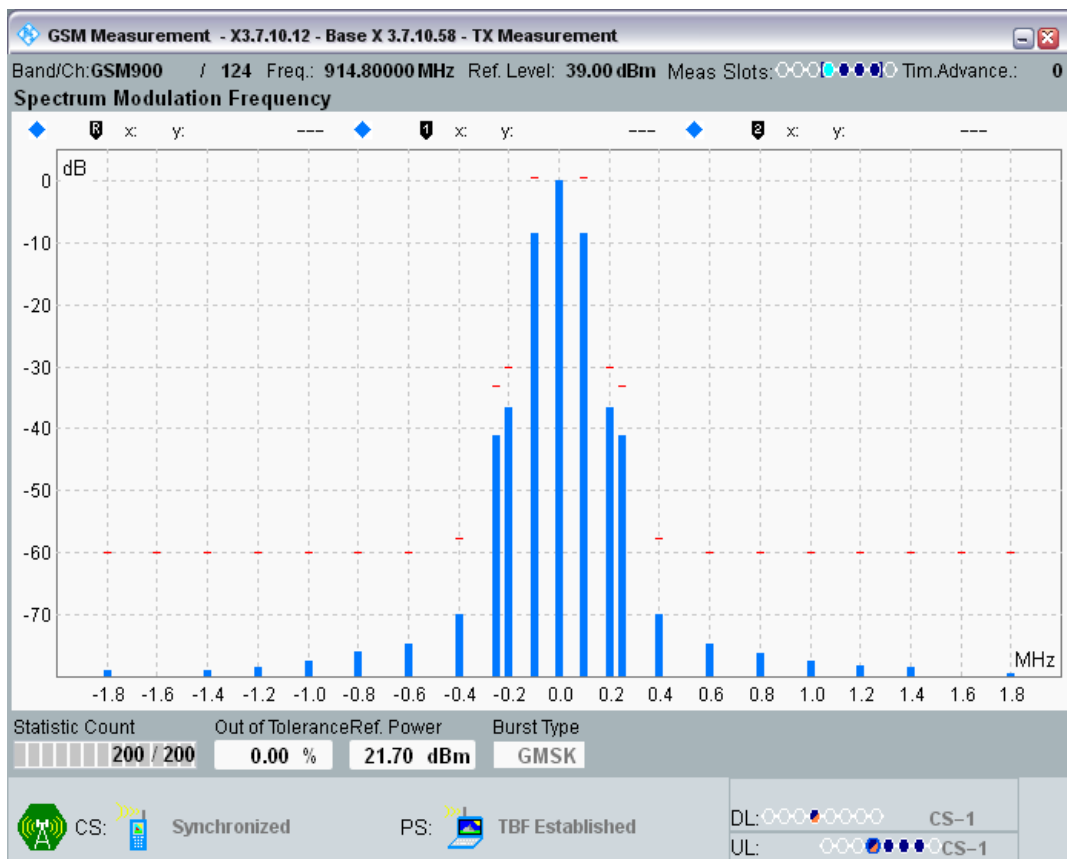 GSM Measurement - X3.7.10.12 - Base X 3.7.10.58 - TX Measurement
Band/Ch:GSM900 / 124 Freq.: 914.80000 MHz Ref. Level: 39.00 dBm Meas Slots: Tim.Advance.: 0
Spectrum Modulation Frequency
R x: y: --- 1 x: y: --- 2 x: y: ---
dB
0
-10
-20
-30
-40
-50
-60
-70
MHz
-1.8 -1.6 -1.4 -1.2 -1.0 -0.8 -0.6 -0.4 -0.2 0.0 0.2 0.4 0.6 0.8 1.0 1.2 1.4 1.6 1.8
Statistic Count Out of Tolerance Ref. Power Burst Type
200 / 200 0.00 % 21.70 dBm GMSK
CS: Synchronized PS: TBF Established DL: CS-1
UL: CS-1